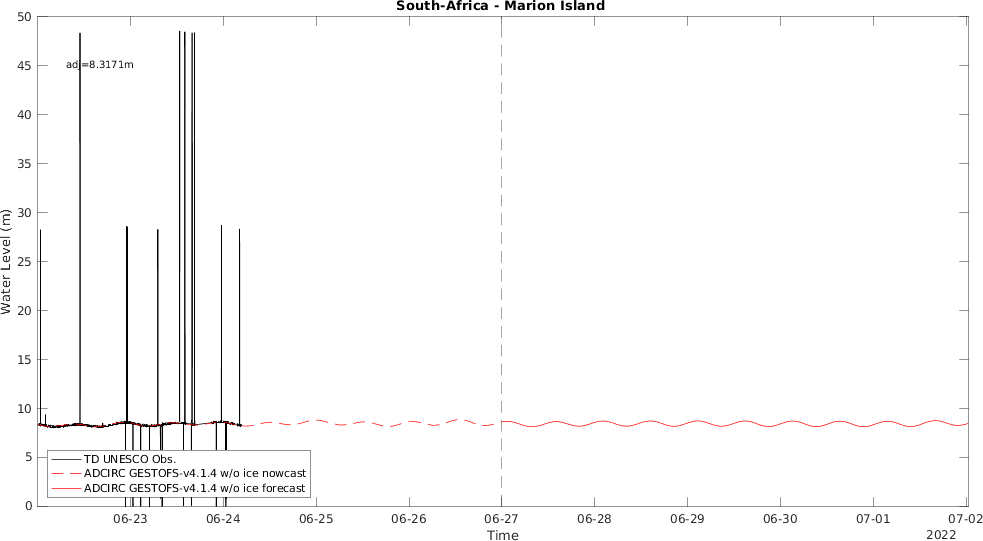 South-Africa - Marion Island
50
45
40
35
30
25
20
15
10
5
0
Water Level (m)
adj=8.3171m
TD UNESCO Obs.
ADCIRC GESTOFS-v4.1.4 w/o ice nowcast
ADCIRC GESTOFS-v4.1.4 w/o ice forecast
06-23 06-24 06-25 06-26 06-27 06-28 06-29 06-30 07-01 07-02
Time
2022